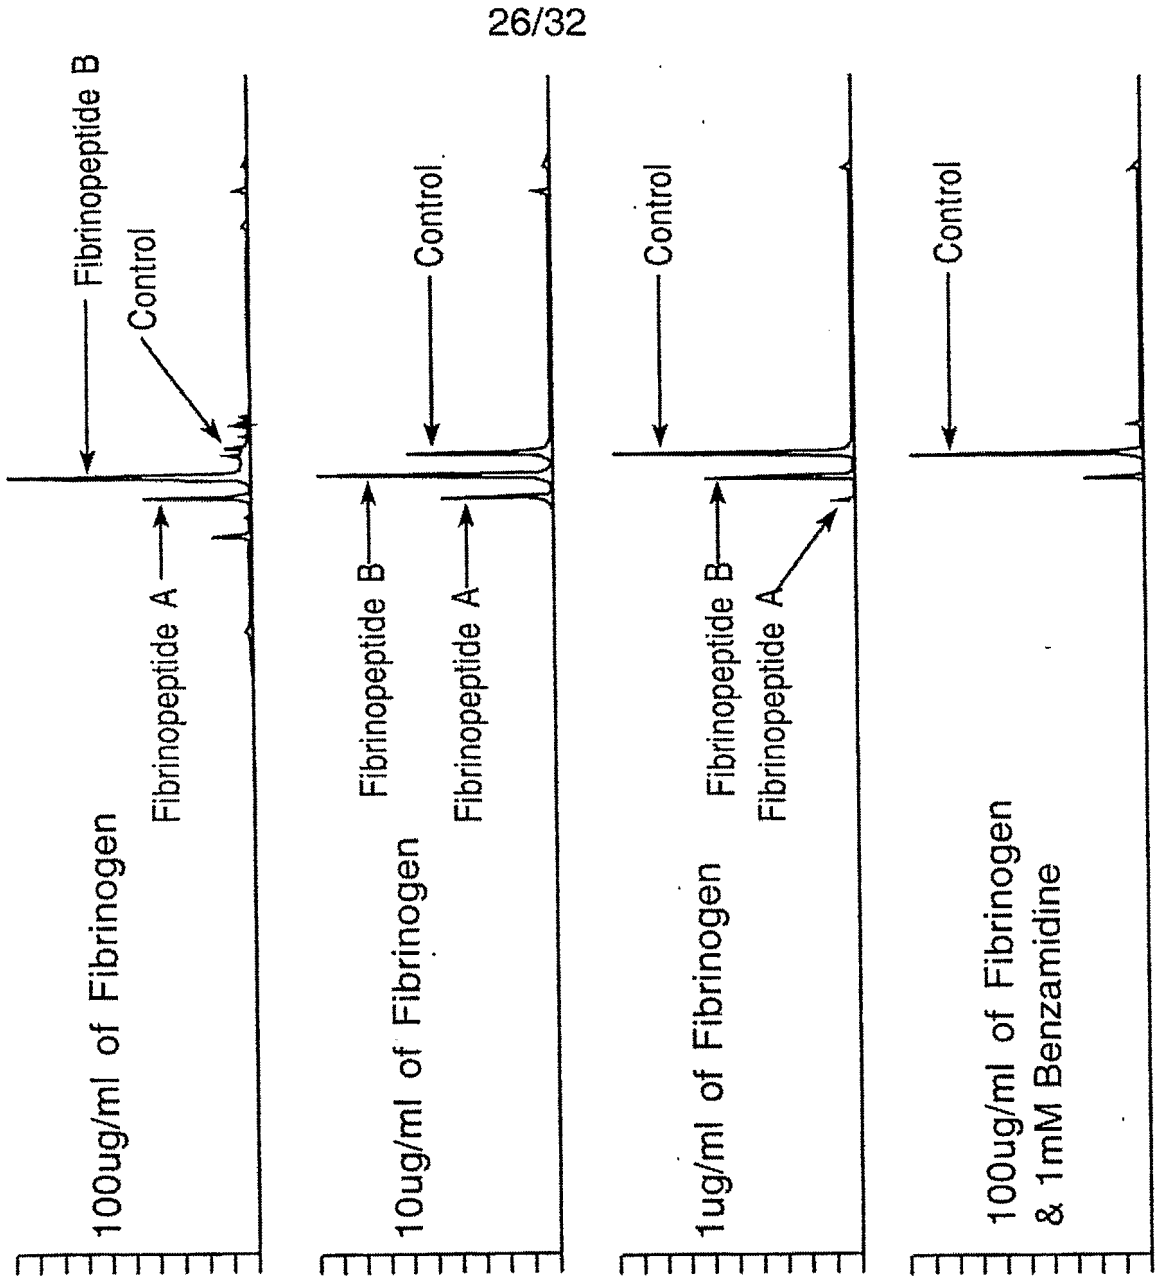 26/32
100ug/ml of Fibrinogen
Fibrinopeptide A
Fibrinopeptide B
Control
10ug/ml of Fibrinogen
Fibrinopeptide B
Fibrinopeptide A
Control
1ug/ml of Fibrinogen
Fibrinopeptide B
Fibrinopeptide A
Control
100ug/ml of Fibrinogen
& 1mM Benzamidine
Control